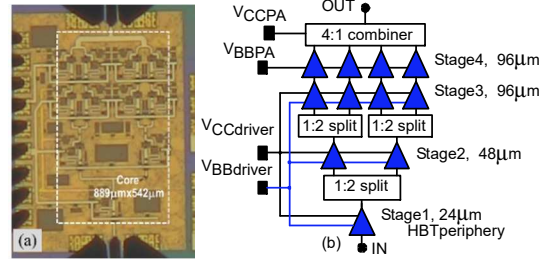 Core
889µmx542µm
(a)
OUT
VCCPA
4:1 combiner
VBBPA
Stage4, 96µm
Stage3, 96µm
1:2 split
1:2 split
VCCdriver
VBBdriver
Stage2, 48µm
1:2 split
Stage1, 24µm
HBTperiphery
(b)
IN